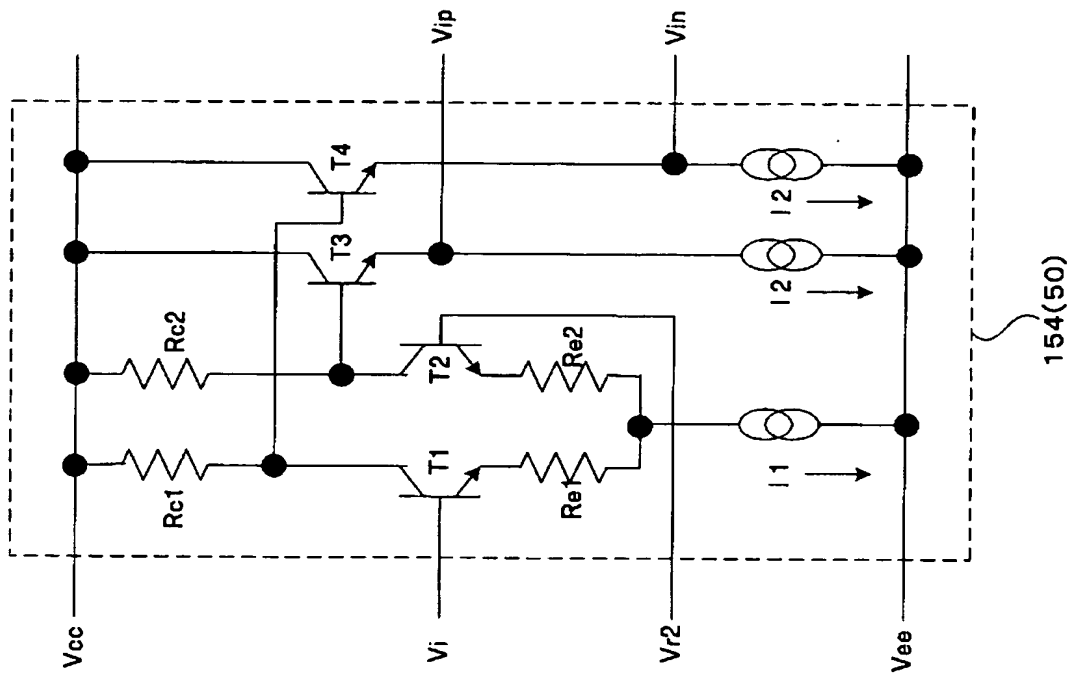 Vcc
Vi
Vr2
Vee
Rc1
Rc2
T1
T2
Re1
Re2
T3
T4
I1
I2
I2
Vip
Vin
154(50)